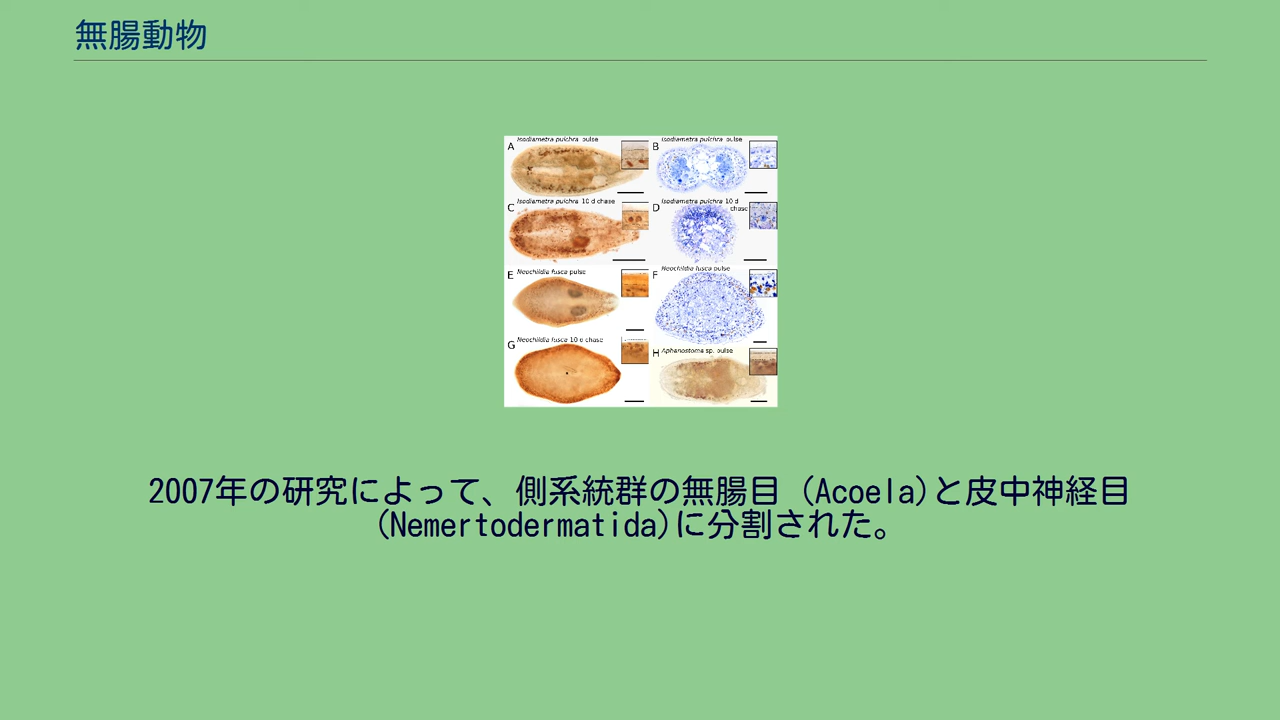 無腸動物
A Isodiametra pulchra pulse
B Isodiametra pulchra pulse
C Isodiametra pulchra 10 d chase
D Isodiametra pulchra 10 d
chase
E Neochildia fusca pulse
F Neochildia fusca pulse
G Neochildia fusca 10 d chase
H Aphanostoma sp. pulse
2007年の研究によって、側系統群の無腸目 (Acoela)と皮中神経目
(Nemertodermatida)に分割された。